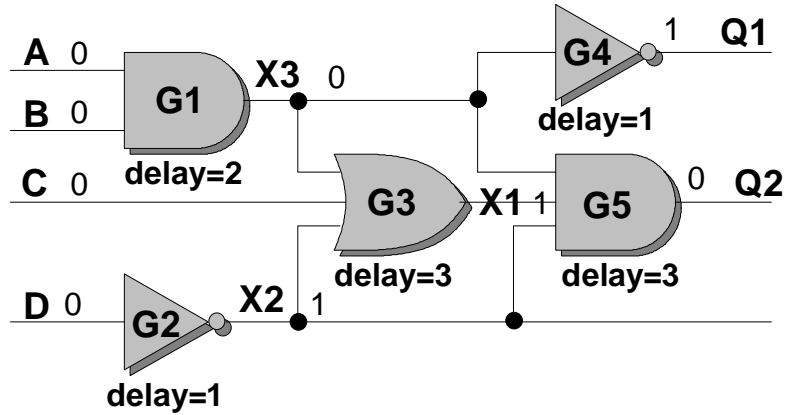 A 0
B 0
G1
delay=2
X3 0
G4
delay=1
1 Q1
C 0
G3
delay=3
X1 1
G5
delay=3
0 Q2
D 0
G2
delay=1
X2 1